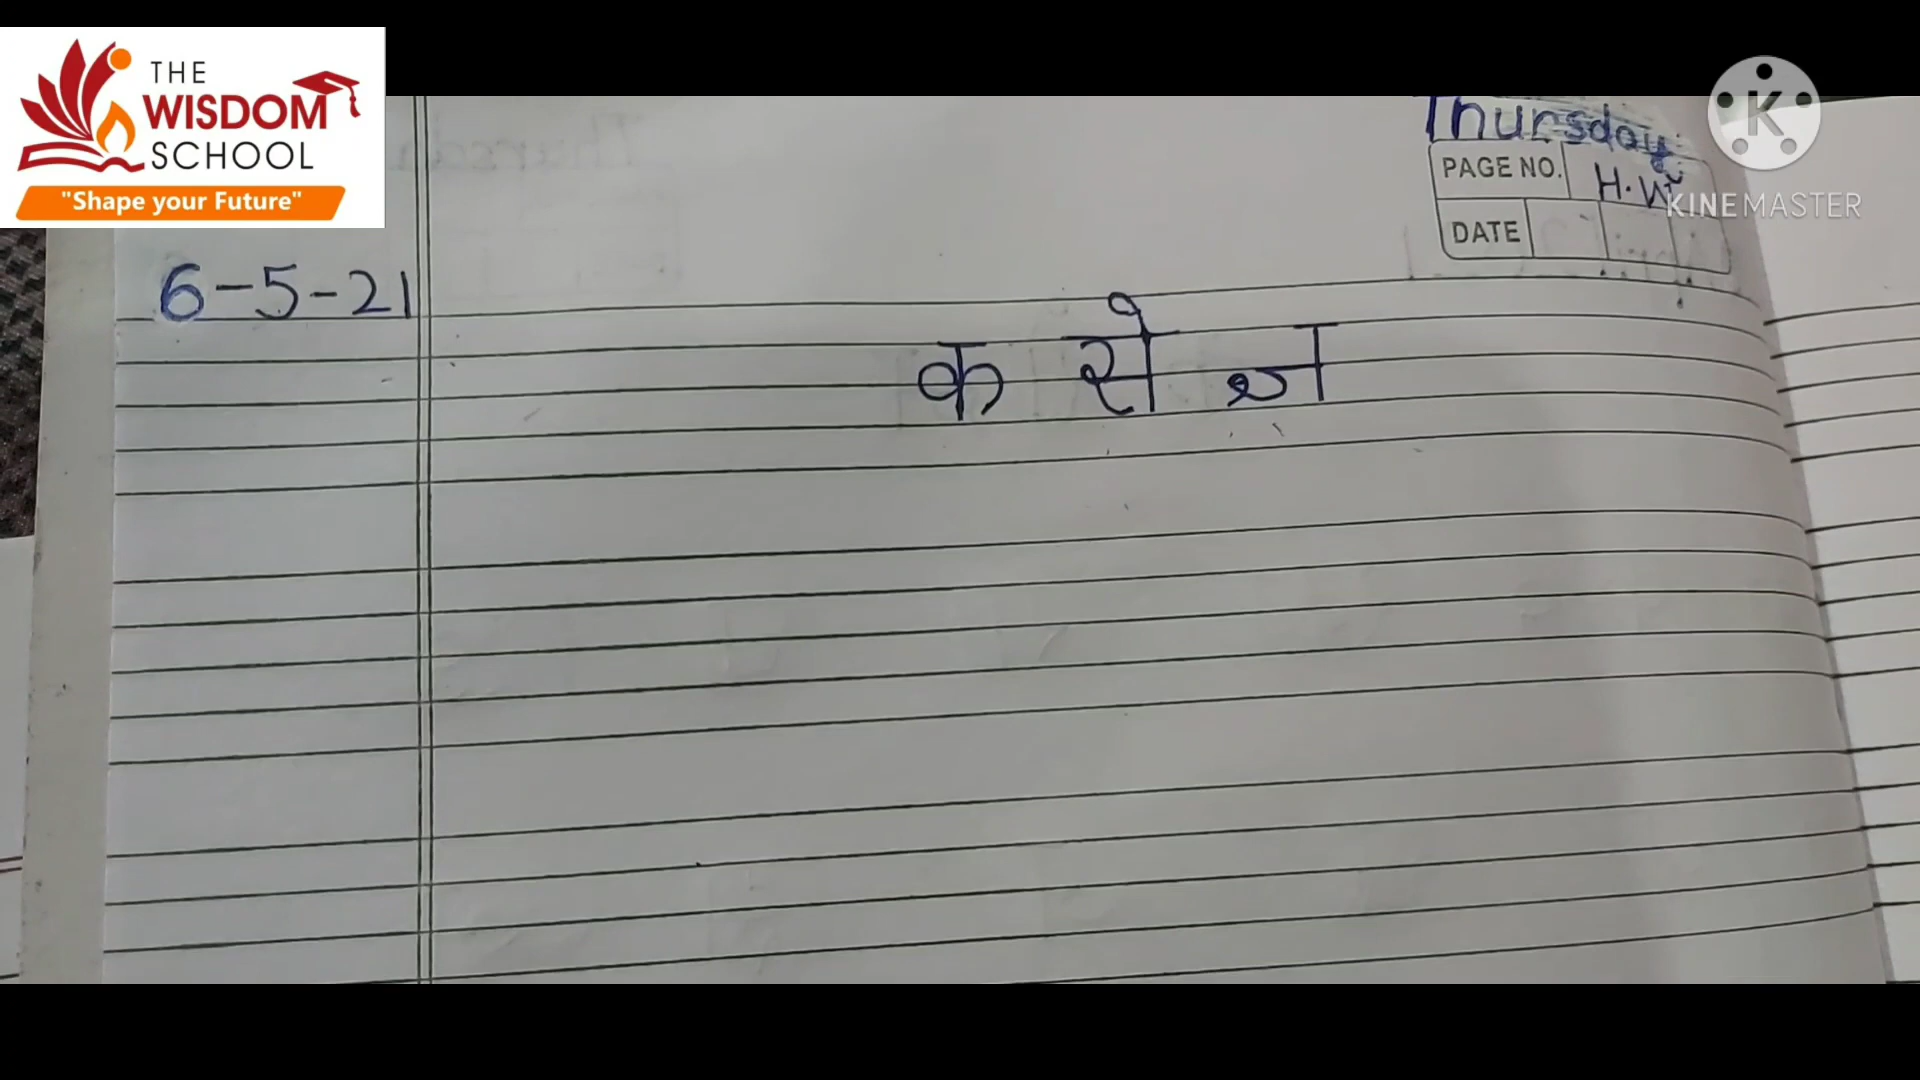 THE
WISDOM
SCHOOL
"Shape your Future"
Thursday
PAGE NO. H.W
DATE
K
KINEMASTER
6-5-21
क से ज